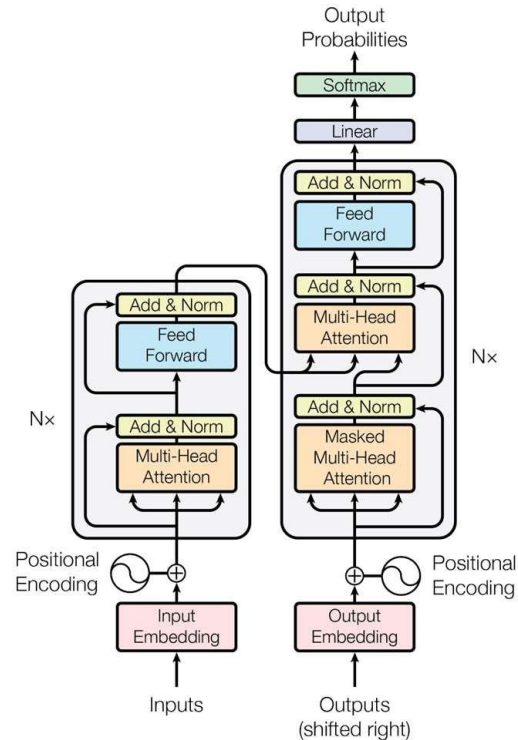 Output
Probabilities
Softmax
Linear
Add & Norm
Feed
Forward
Add & Norm
Multi-Head
Attention
Add & Norm
Masked
Multi-Head
Attention
N×
Add & Norm
Feed
Forward
Add & Norm
Multi-Head
Attention
N×
Positional
Encoding
Positional
Encoding
Input
Embedding
Output
Embedding
Inputs
Outputs
(shifted right)